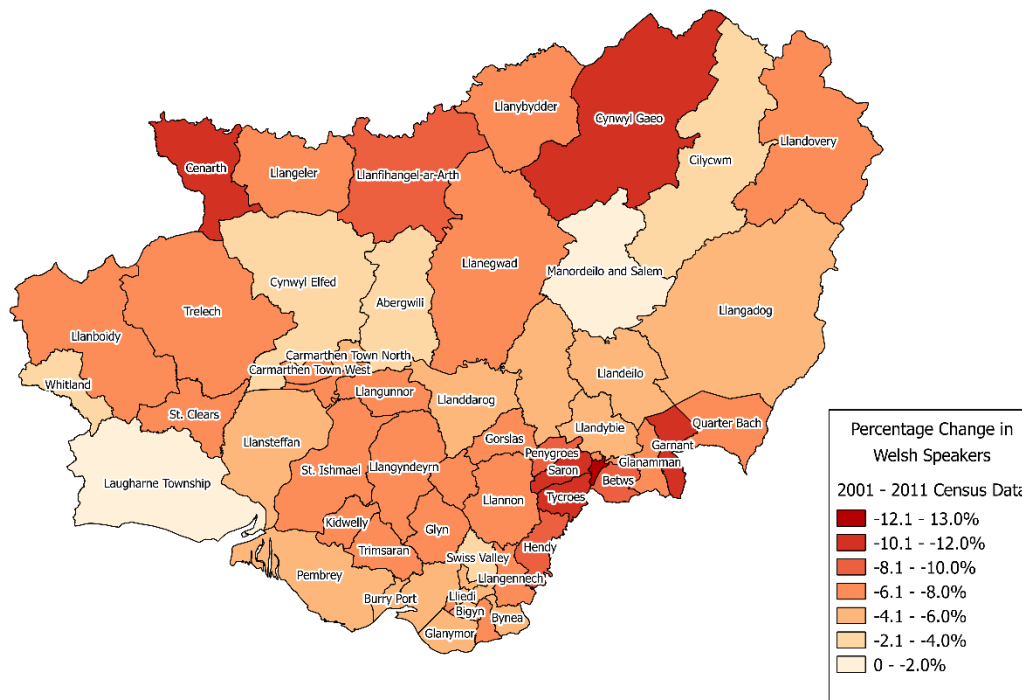 Llanybydder
Cynwyl Gaeo
Llandovery
Cilycwm
Cenarth
Llangeler
Llanfihangel-ar-Arth
Llanegwad
Manordeilo and Salem
Cynwyl Elfed
Abergwili
Trelech
Llangadog
Llanboidy
Carmarthen Town North
Carmarthen Town West
Llandeilo
Whitland
Llangunnor
Llanddarog
St. Clears
Llansteffan
Llandybie
Quarter Bach
Gorslas
Garnant
Penygroes
Glanamman
St. Ishmael
Llangyndeyrn
Saron
Betws
Laugharne Township
Llannon
Tycroes
Kidwelly
Glyn
Hendy
Trimsaran
Swiss Valley
Pembrey
Llangennech
Burry Port
Lliedi
Bigyn
Bynea
Glanymor
Percentage Change in
Welsh Speakers
2001 - 2011 Census Data
-12.1 - 13.0%
-10.1 - -12.0%
-8.1 - -10.0%
-6.1 - -8.0%
-4.1 - -6.0%
-2.1 - -4.0%
0 - -2.0%